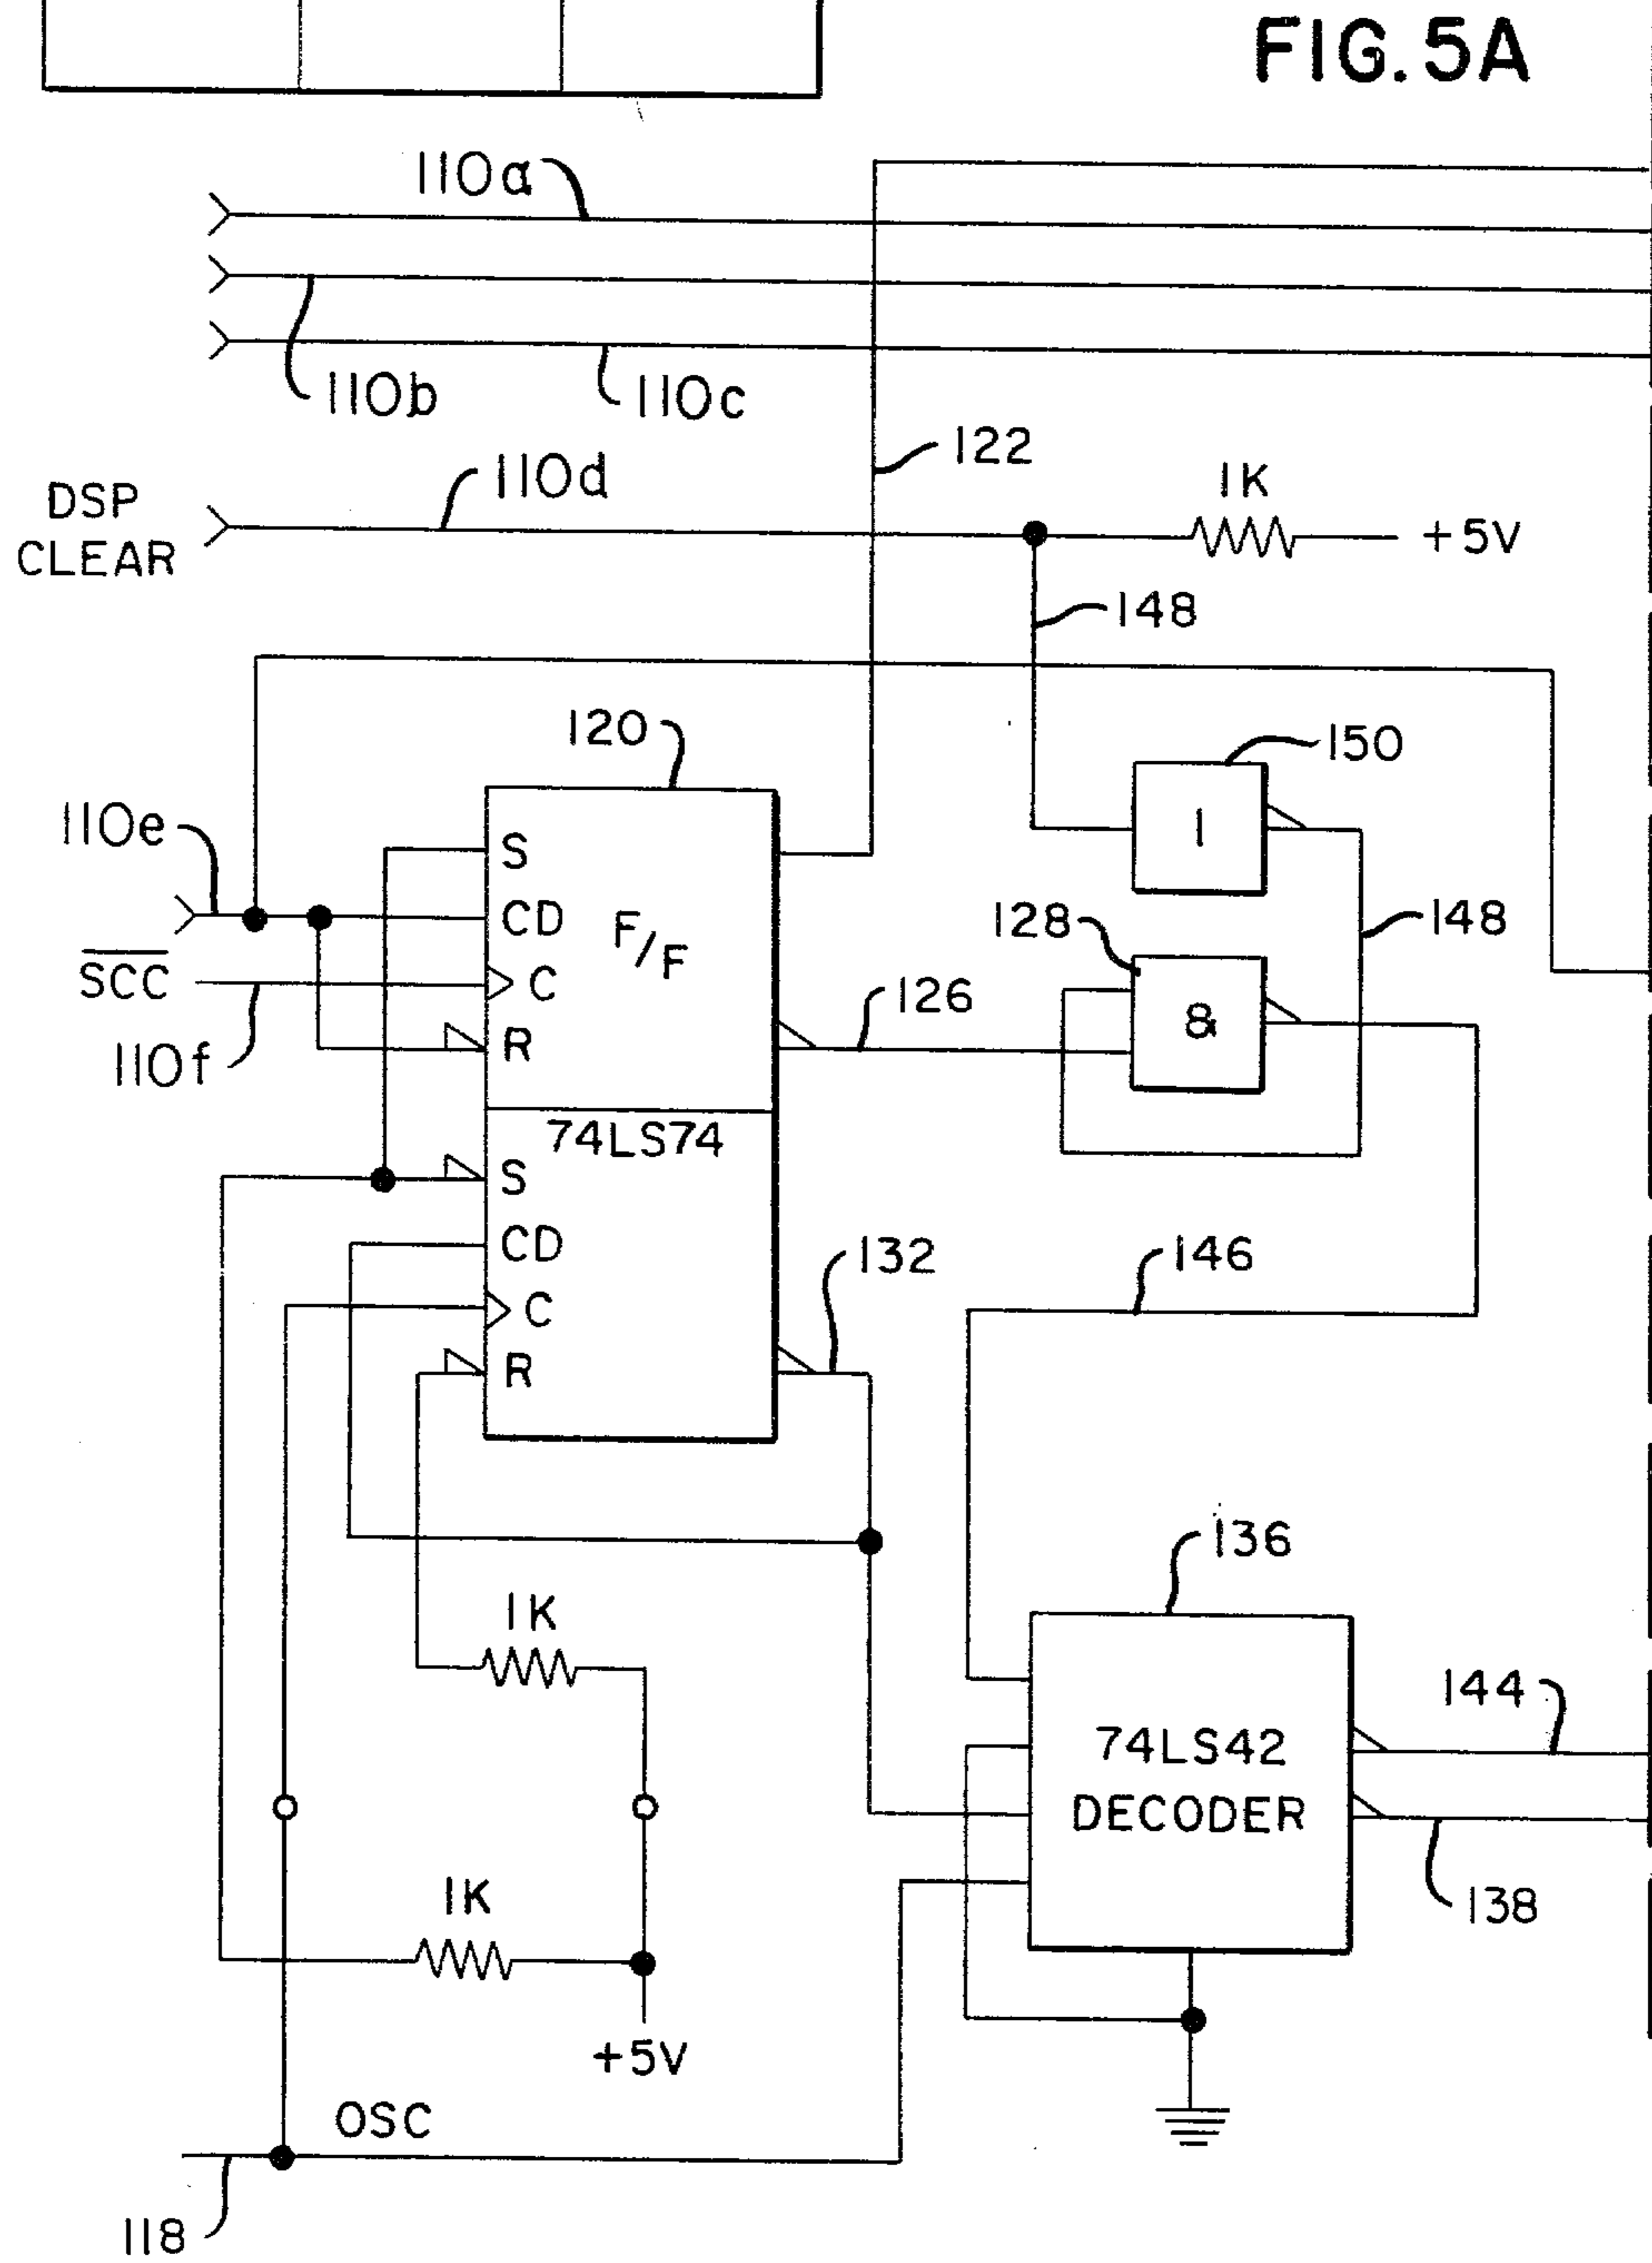 FIG. 5A
110a
110b
110c
122
110d
1K
DSP
CLEAR
+5V
148
120
150
110e
S
1
CD
F/F
128
148
SCC
C
&
126
R
110f
74LS74
S
CD
132
146
C
R
136
1K
144
74LS42
DECODER
1K
138
+5V
OSC
118